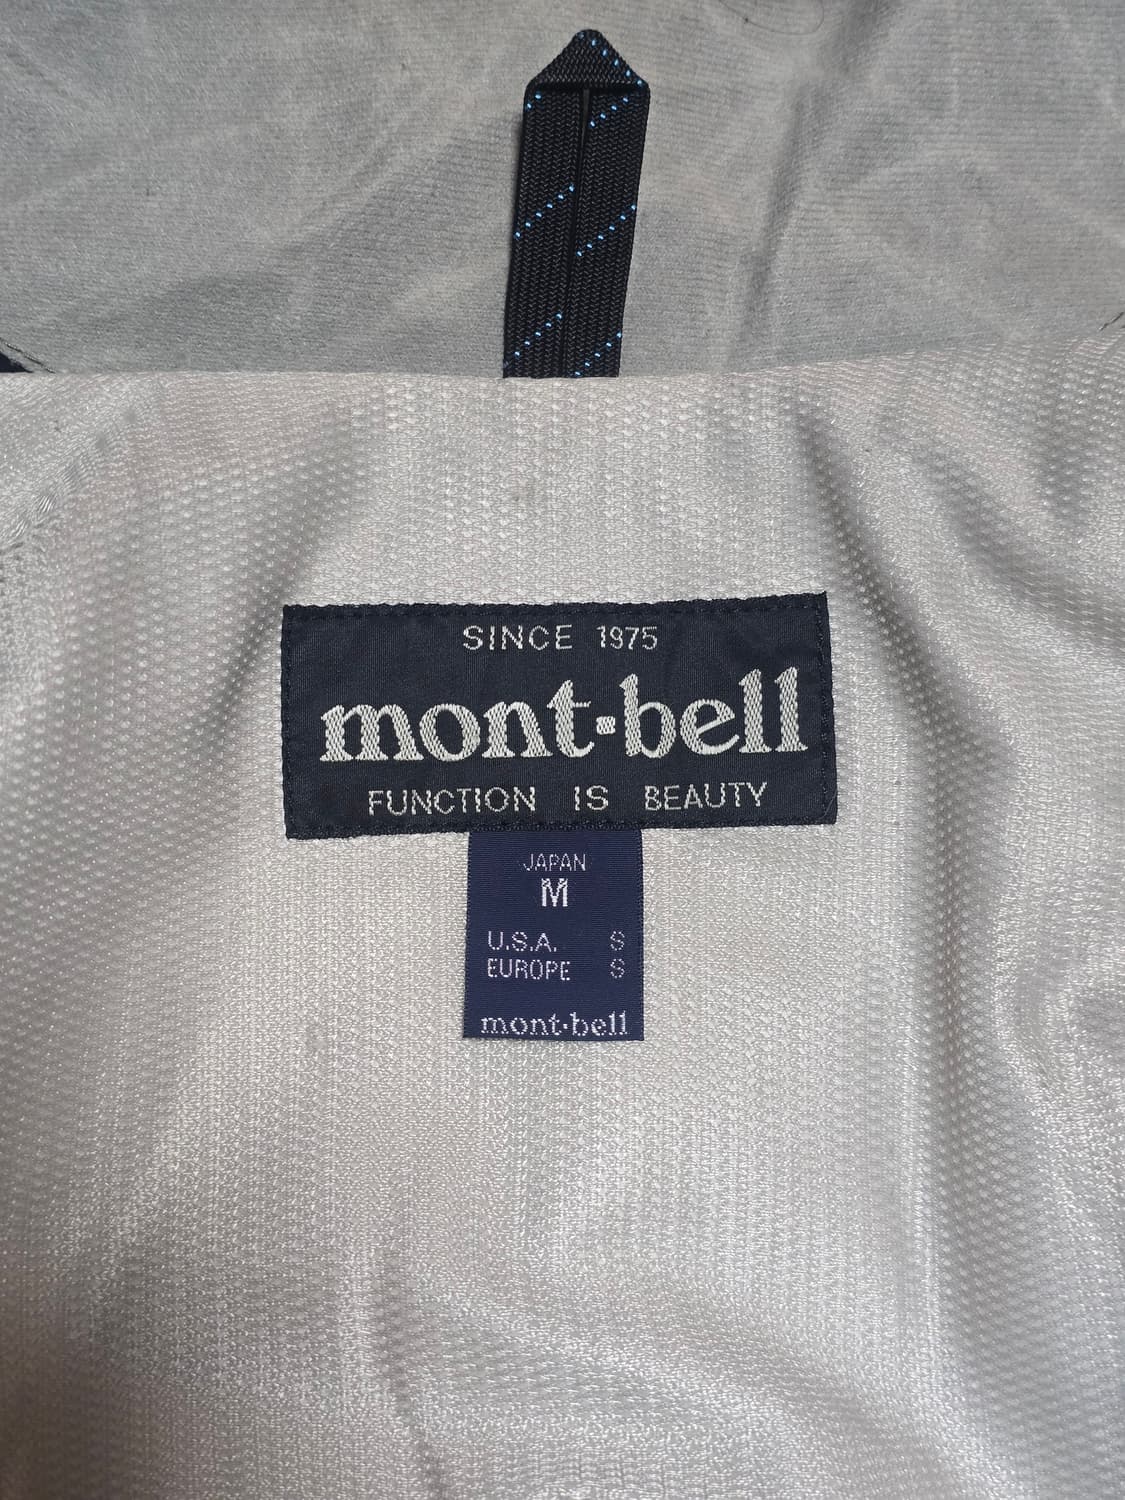 SINCE 1975
mont·bell
FUNCTION IS BEAUTY
JAPAN
M
U.S.A. S
EUROPE S
mont·bell